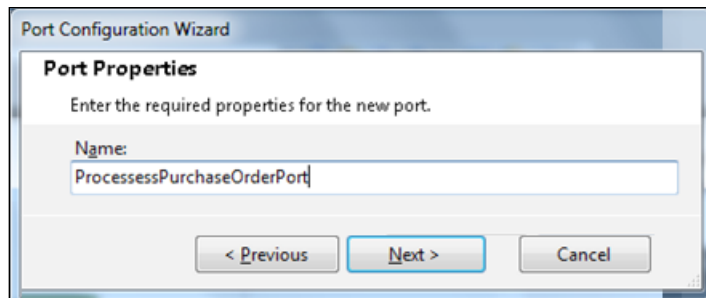 Port Configuration Wizard
Port Properties
Enter the required properties for the new port.
Name:
ProcessessPurchaseOrderPort
< Previous
Next >
Cancel